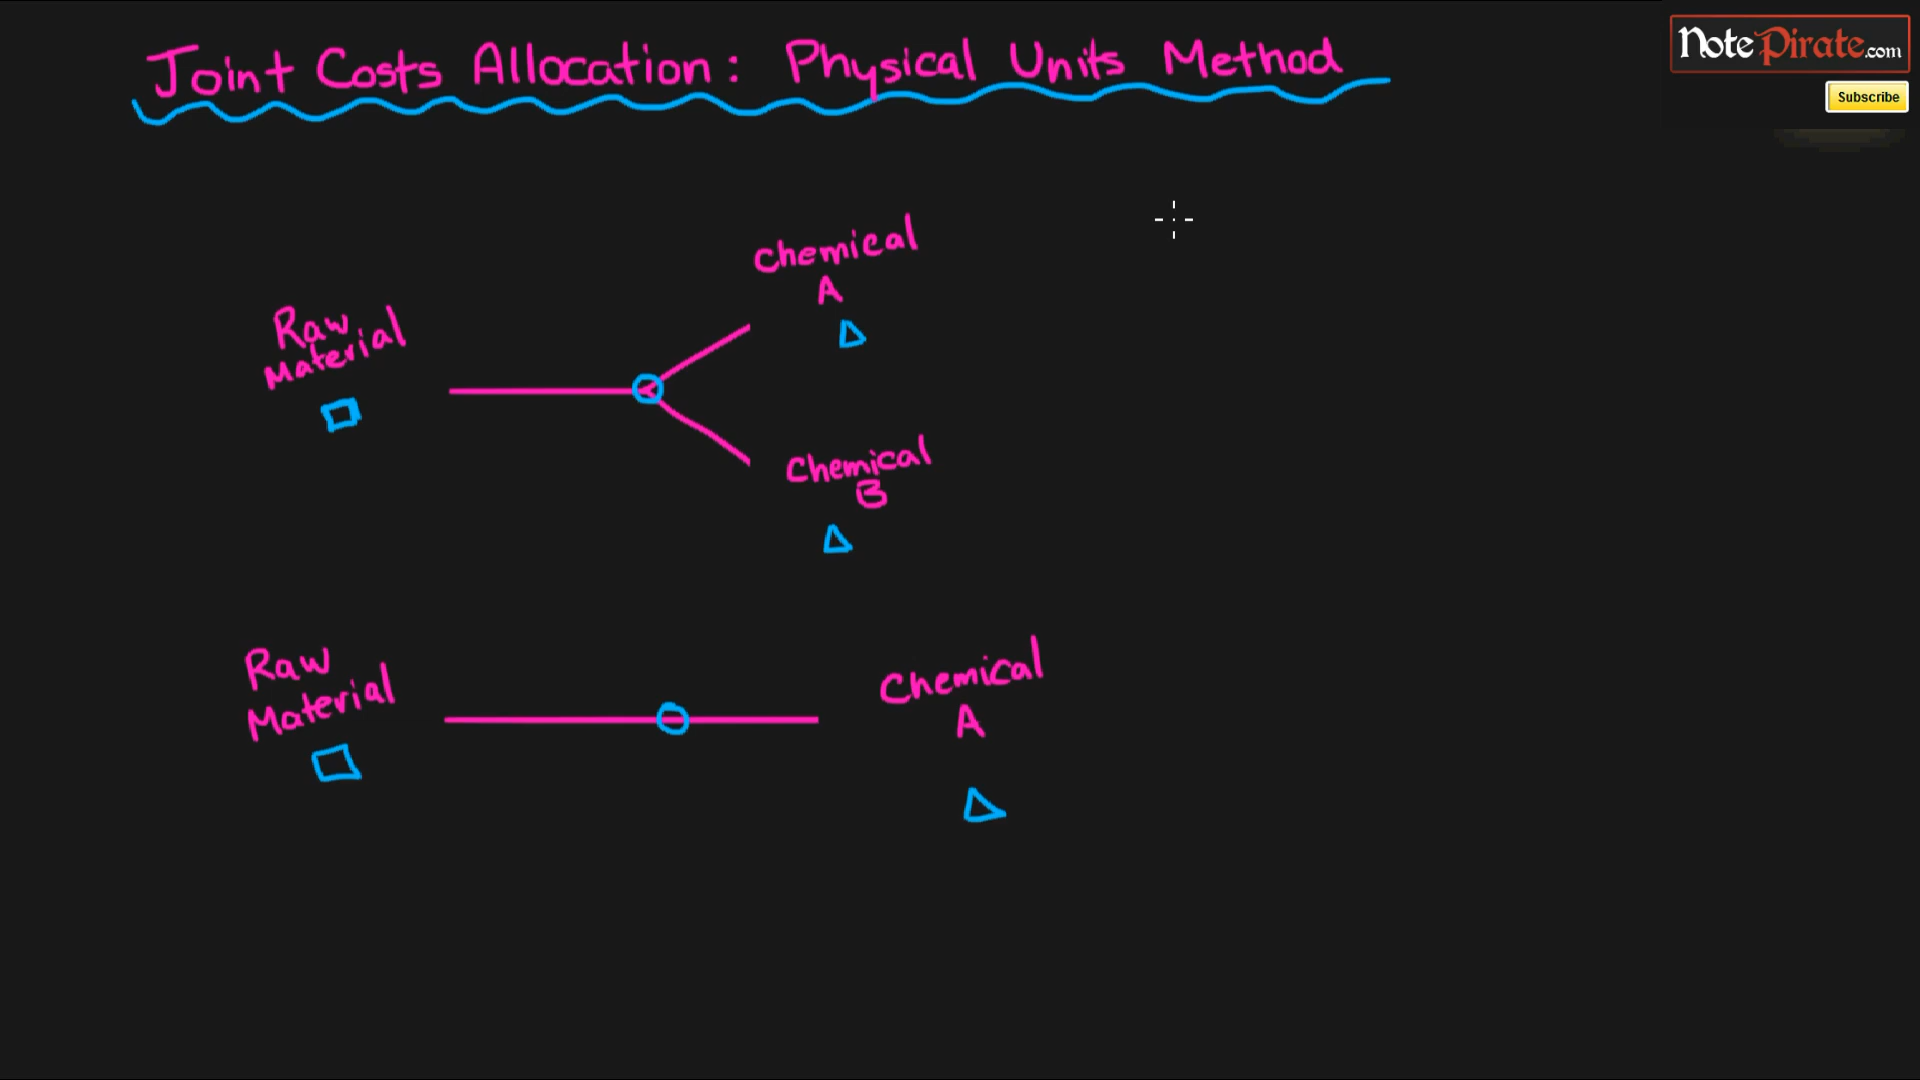 Joint Costs Allocation: Physical Units Method
NotePirate.com
Subscribe
Chemical
A
Raw
Material
Chemical
B
Raw
Material
Chemical
A